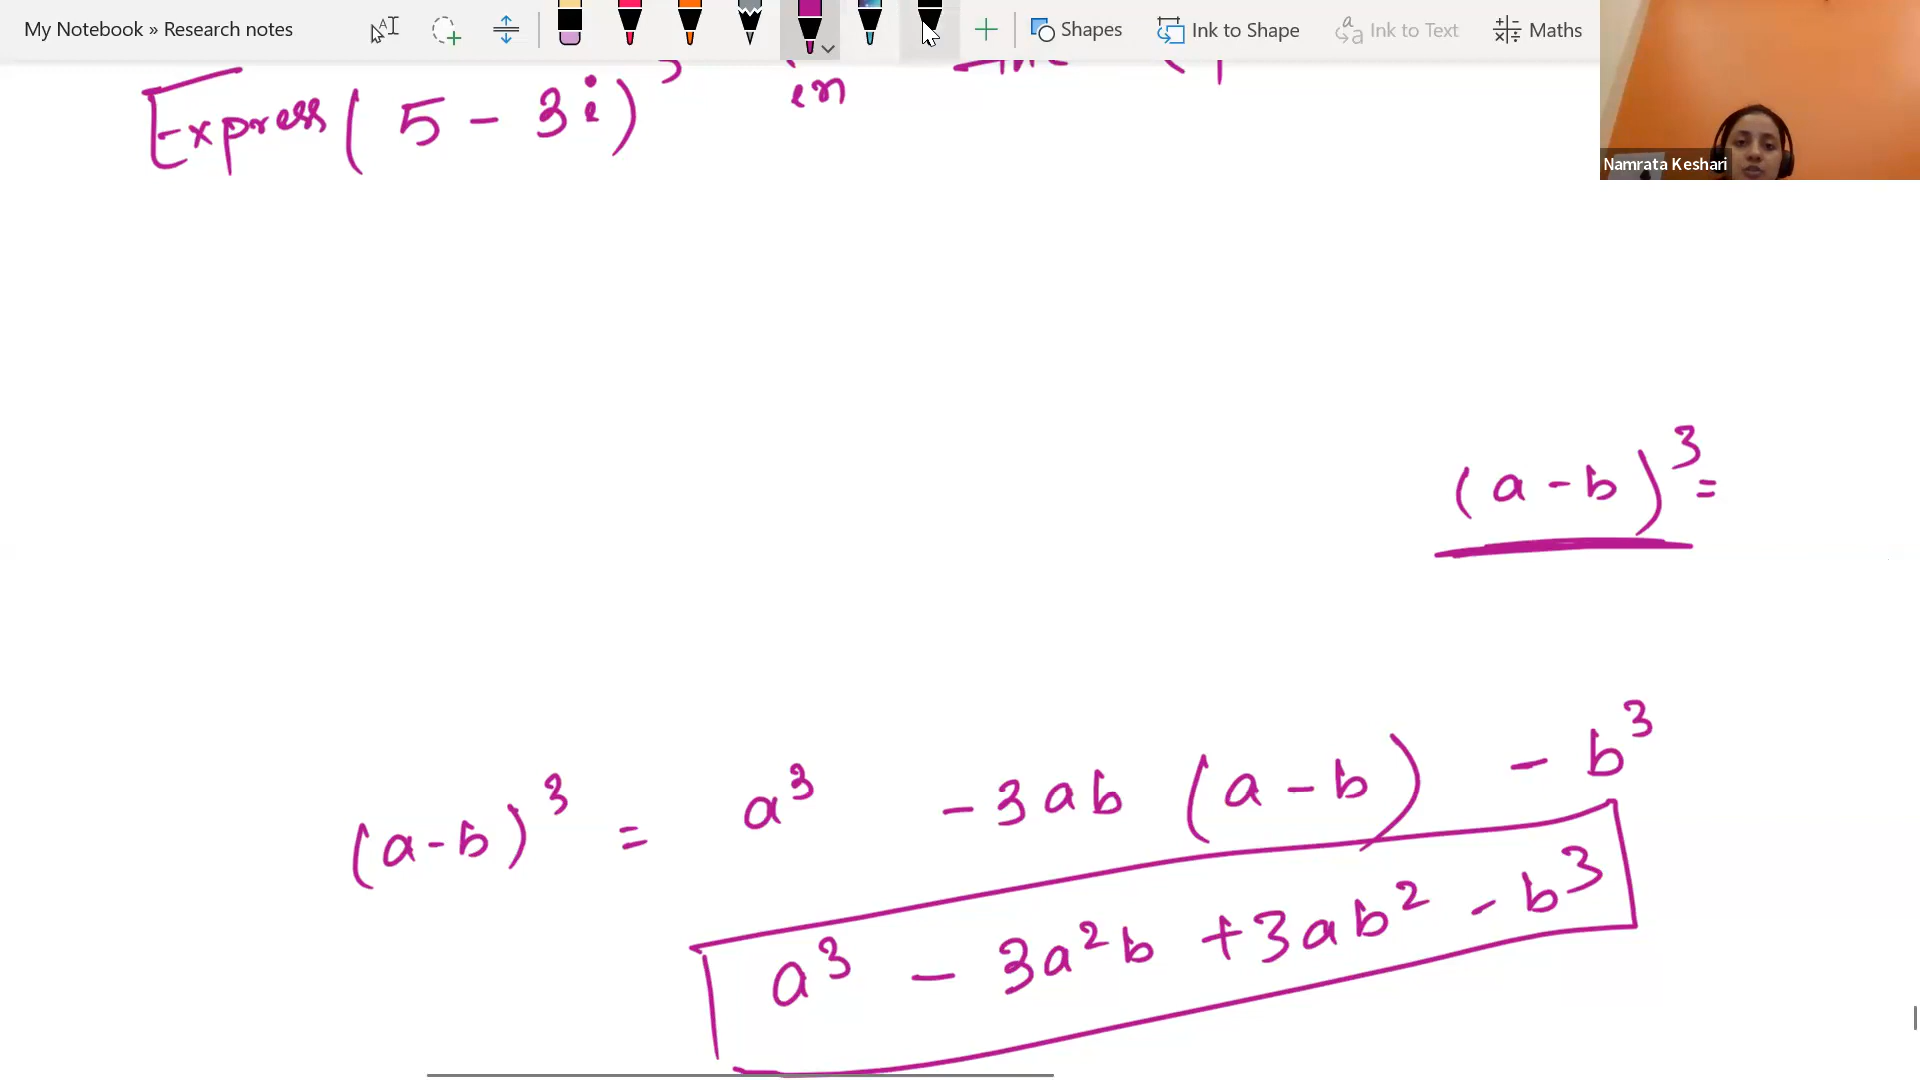 My Notebook » Research notes
Shapes
Ink to Shape
Ink to Text
Maths
Express (5 - 3i)³ in
Namrata Keshari
(a - b)³ =
(a - b)³ = a³ - 3ab (a - b) - b³
a³ - 3a²b + 3ab² - b³